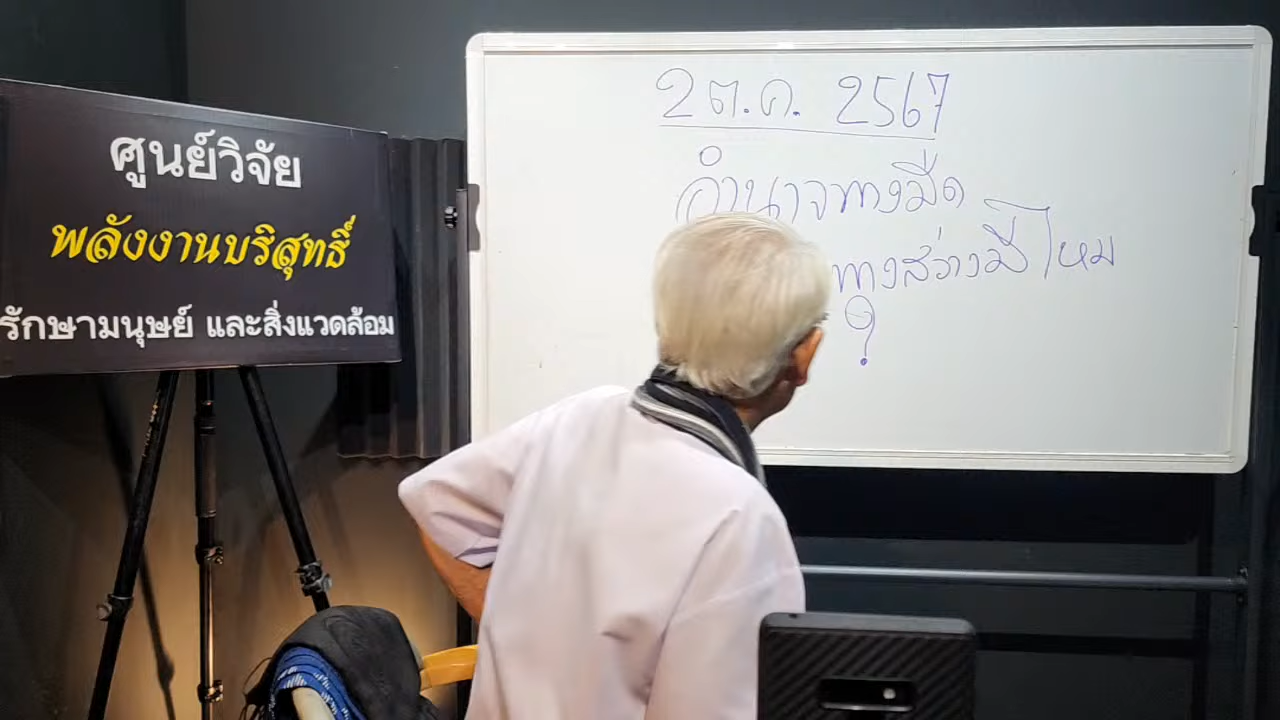 ศูนย์วิจัย
พลังงานบริสุทธิ์
รักษามนุษย์ และสิ่งแวดล้อม
2 ต.ค. 2567
อำนาจทางมืด
ทางสว่างมีไหม
?